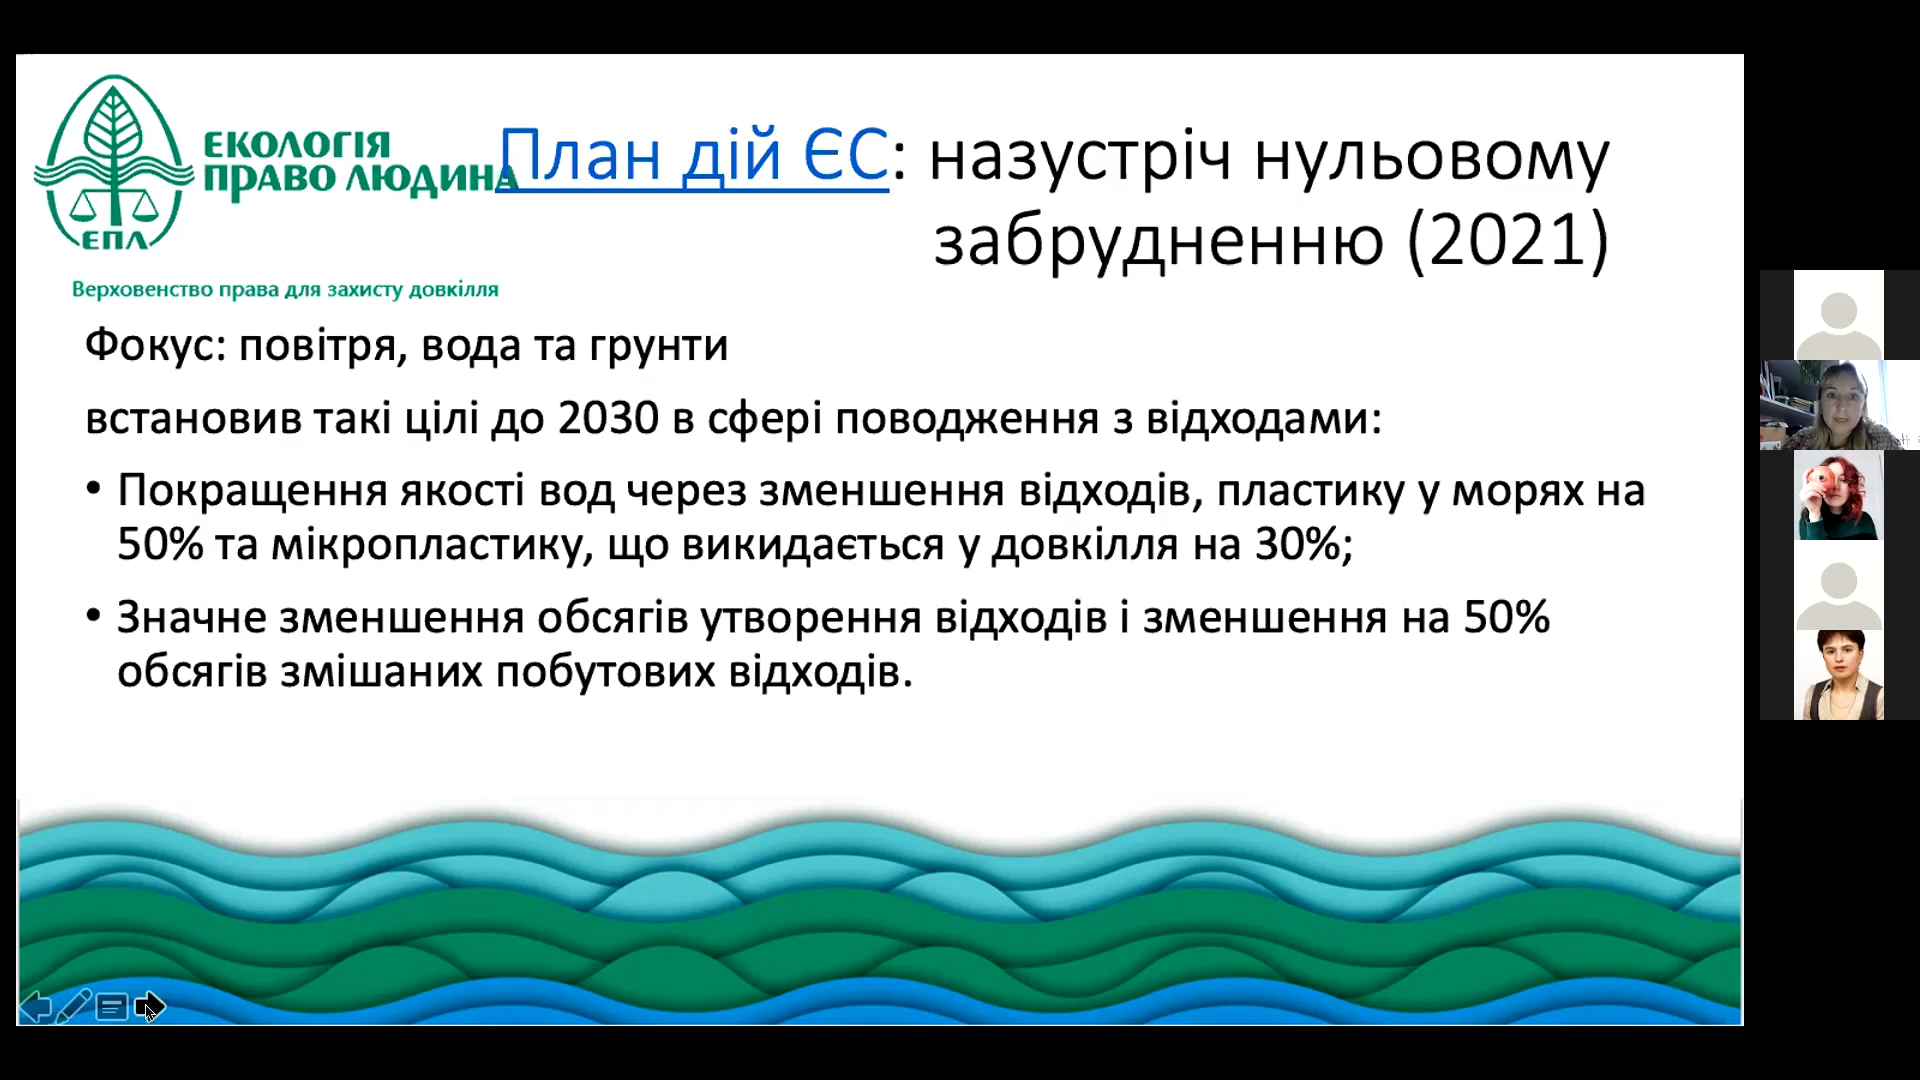 ЕКОЛОГІЯ
ПРАВО ЛЮДИНА
ЕПЛ
Верховенство права для захисту довкілля
План дій ЄС: назустріч нульовому
забрудненню (2021)
Фокус: повітря, вода та грунти
встановив такі цілі до 2030 в сфері поводження з відходами:
• Покращення якості вод через зменшення відходів, пластику у морях на
50% та мікропластику, що викидається у довкілля на 30%;
• Значне зменшення обсягів утворення відходів і зменшення на 50%
обсягів змішаних побутових відходів.